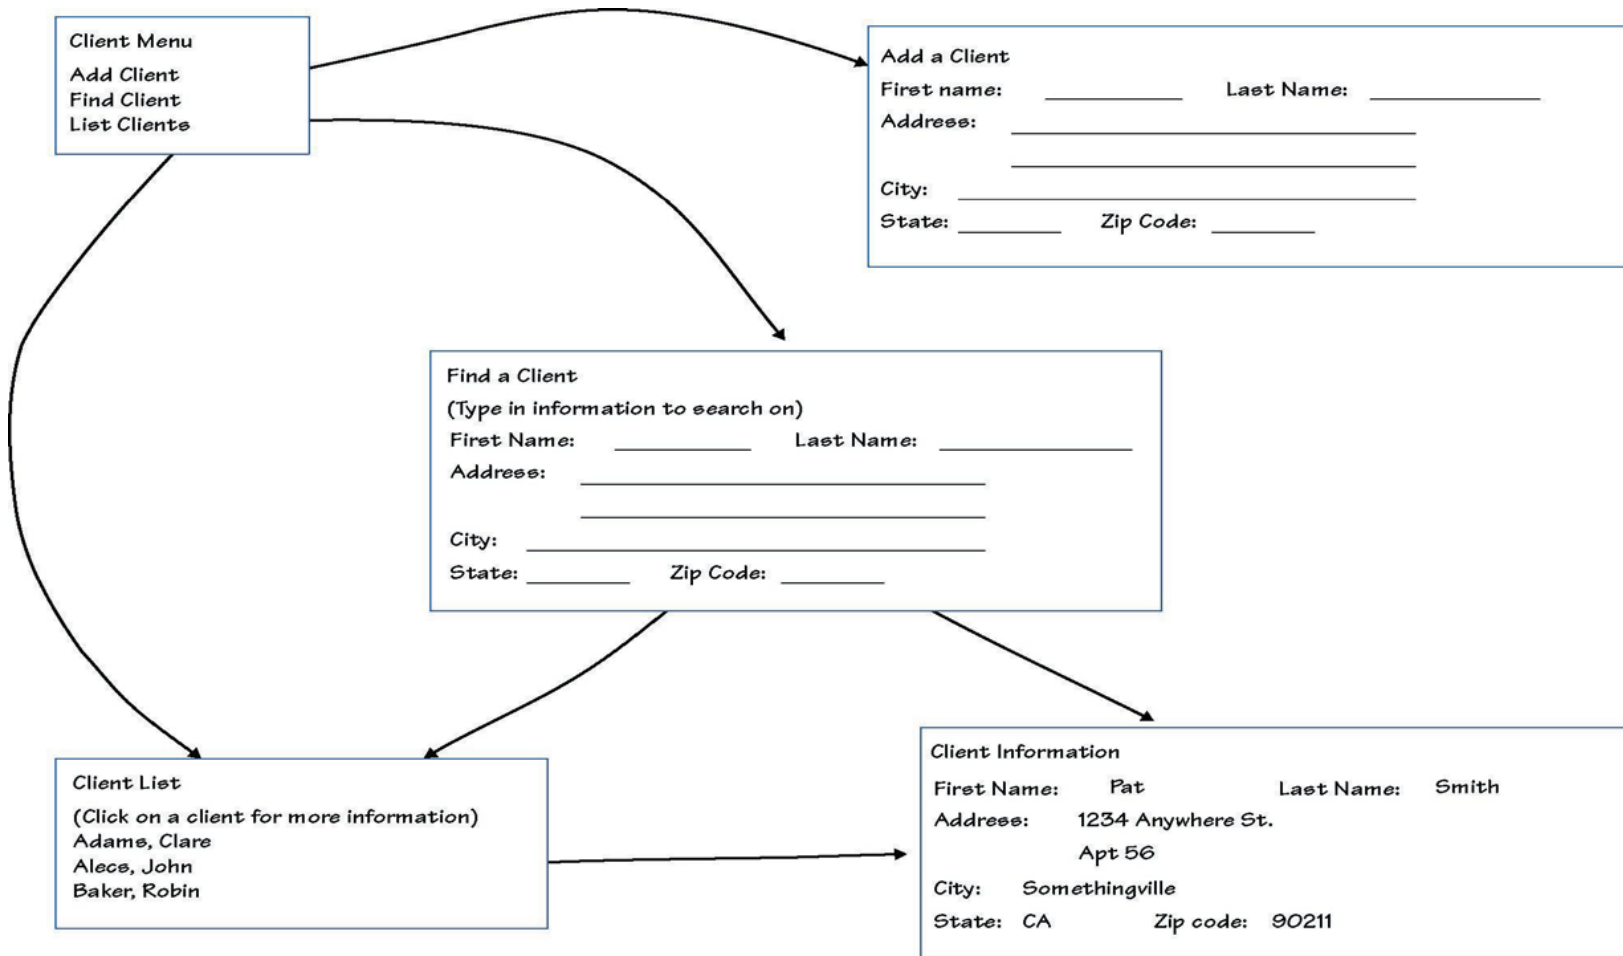 Client Menu
Add Client
Find Client
List Clients
Add a Client
First name: Last Name:
Address:
City:
State: Zip Code:
Find a Client
(Type in information to search on)
First Name: Last Name:
Address:
City:
State: Zip Code:
Client List
(Click on a client for more information)
Adams, Clare
Alecs, John
Baker, Robin
Client Information
First Name: Pat Last Name: Smith
Address: 1234 Anywhere St.
Apt 56
City: Somethingville
State: CA Zip code: 90211